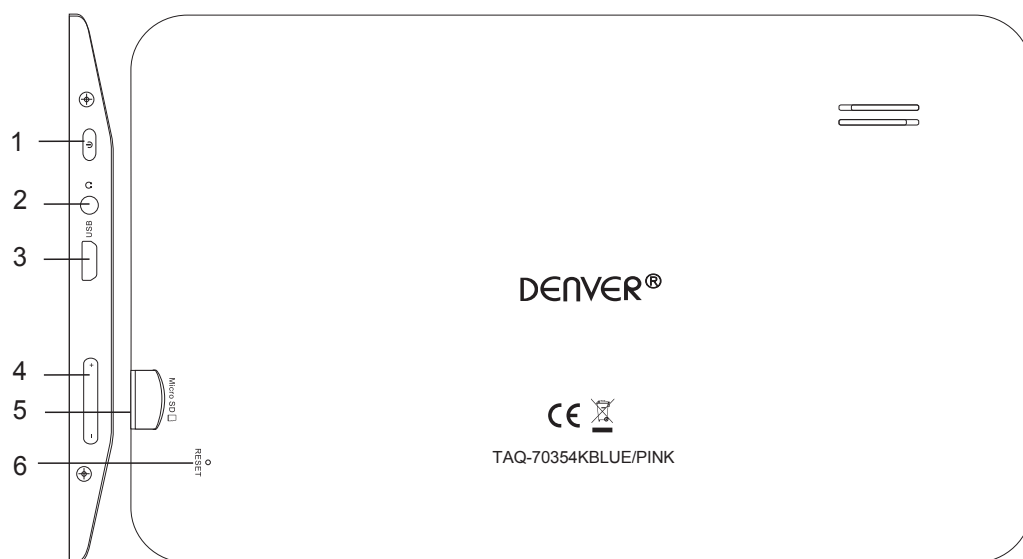 1
2
USB
3
DENVER®
4
+
Micro SD
5
-
CE
6
RESET
TAQ-70354KBLUE/PINK